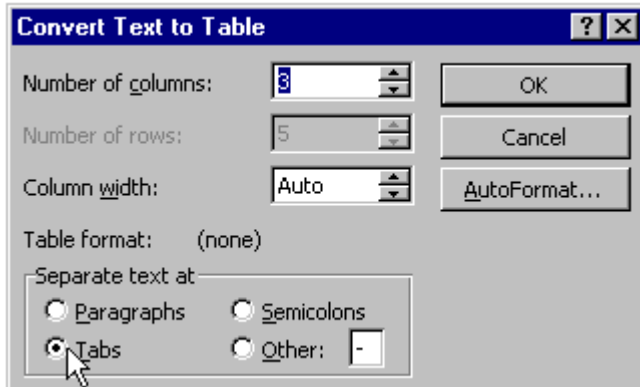 Convert Text to Table
Number of columns: 3 OK
Number of rows: 5 Cancel
Column width: Auto AutoFormat...
Table format: (none)
Separate text at
Paragraphs Semicolons
Tabs Other: -